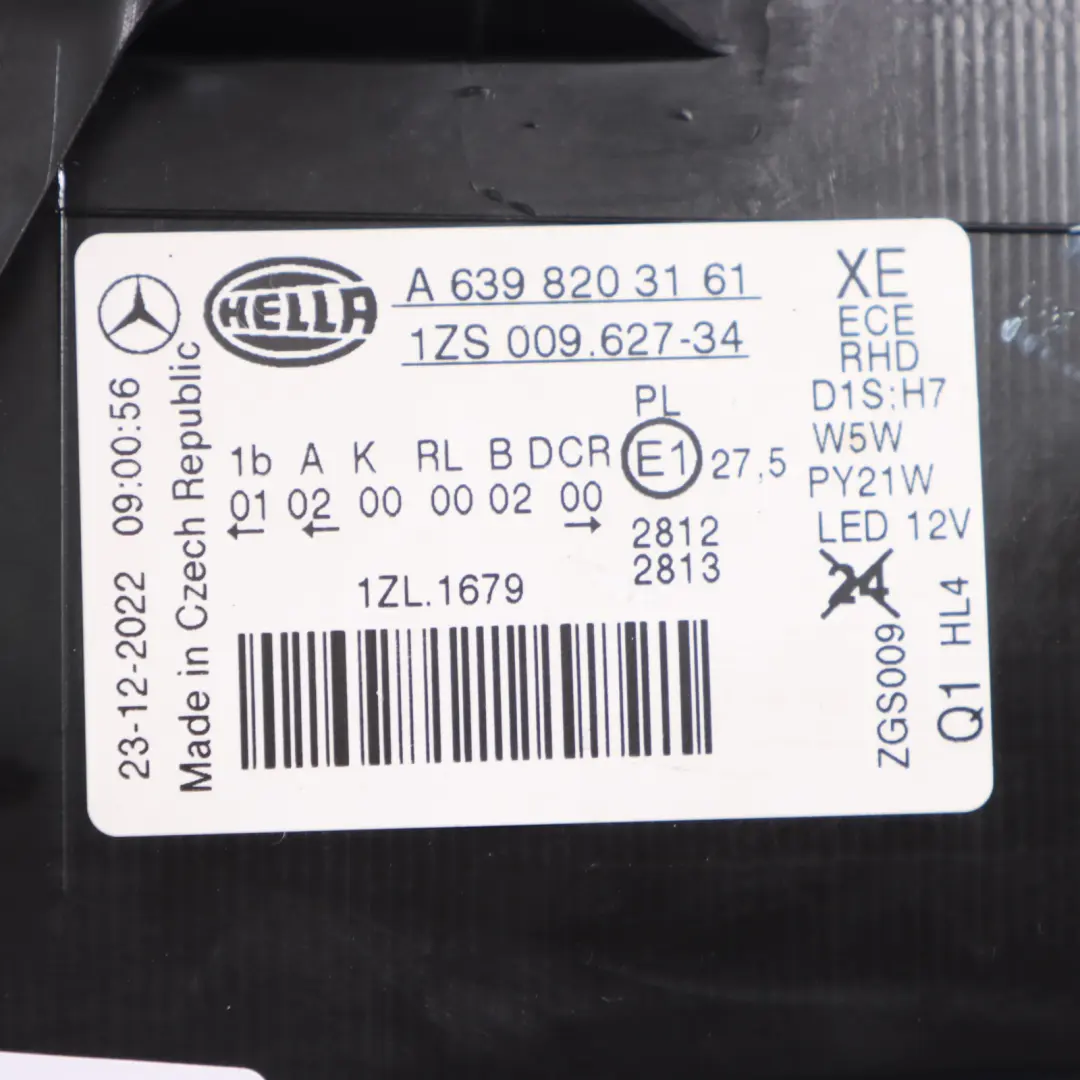 HELLA
A 639 820 31 61
1ZS 009.627-34
XE
ECE
RHD
D1S;H7
W5W
PY21W
LED 12V
24
PL
1b A K RL B DCR E1 27,5
01 02 00 00 02 00
2812
2813
1ZL.1679
23-12-2022 09:00:56
Made in Czech Republic
ZGS009
Q1 HL4